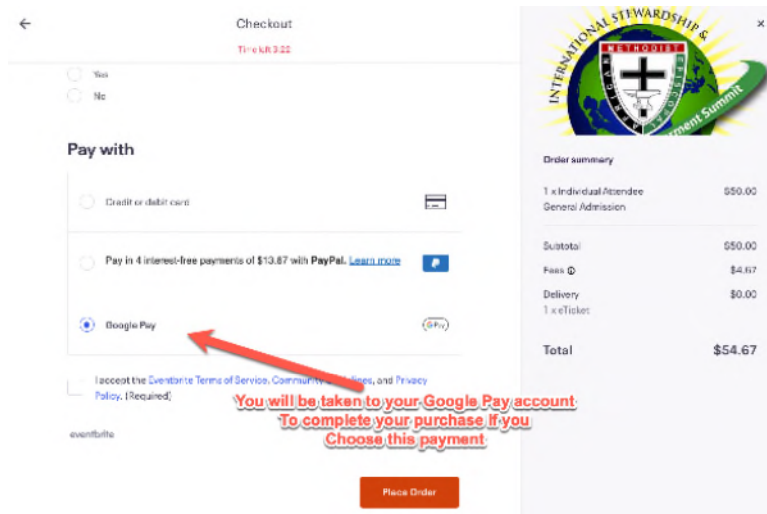 ←
Checkout
Time left 3:22
Yes
No
Pay with
Credit or debit card
Pay in 4 interest-free payments of $13.67 with PayPal. Learn more
Google Pay
G Pay
I accept the Eventbrite Terms of Service, Community Guidelines, and Privacy
Policy. (Required)
You will be taken to your Google Pay account
To complete your purchase If you
Choose this payment
eventbrite
Place Order
×
INTERNATIONAL STEWARDSHIP &
METHODIST
AFRICAN
EPISCOPAL
Summit
Order summary
1 x Individual Attendee $50.00
General Admission
Subtotal $50.00
Fees $4.67
Delivery $0.00
1 x eTicket
Total $54.67